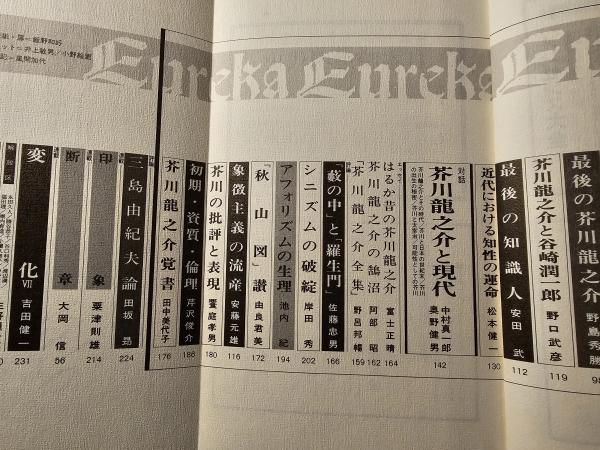 Eureka Eureka Eureka
最後の芥川龍之介 野島秀勝 98
芥川龍之介と谷崎潤一郎 野口武彦 119
最後の知識人 安田武 112
近代における知性の運命 松本健一 130
対話
芥川龍之介と現代 中村真一郎 奥野健男 142
はるか昔の芥川龍之介 富士正晴 164
芥川龍之介の鵠沼 阿部昭 162
「芥川龍之介全集」 野呂邦暢 159
「藪の中」と「羅生門」 佐藤忠男 166
シニズムの破綻 岸田秀 202
アフォリズムの生理 池内紀 194
「秋山図」讃 由良君美 172
象徴主義の流産 安藤元雄 116
芥川の批評と表現 饗庭孝男 180
初期・資質・倫理 芹沢俊介 186
芥川龍之介覚書 田中美代子 176
三島由紀夫論 田坂昂 224
印象 粟津則雄 214
断章 大岡信 56
変化 VII 吉田健一 231
解放区